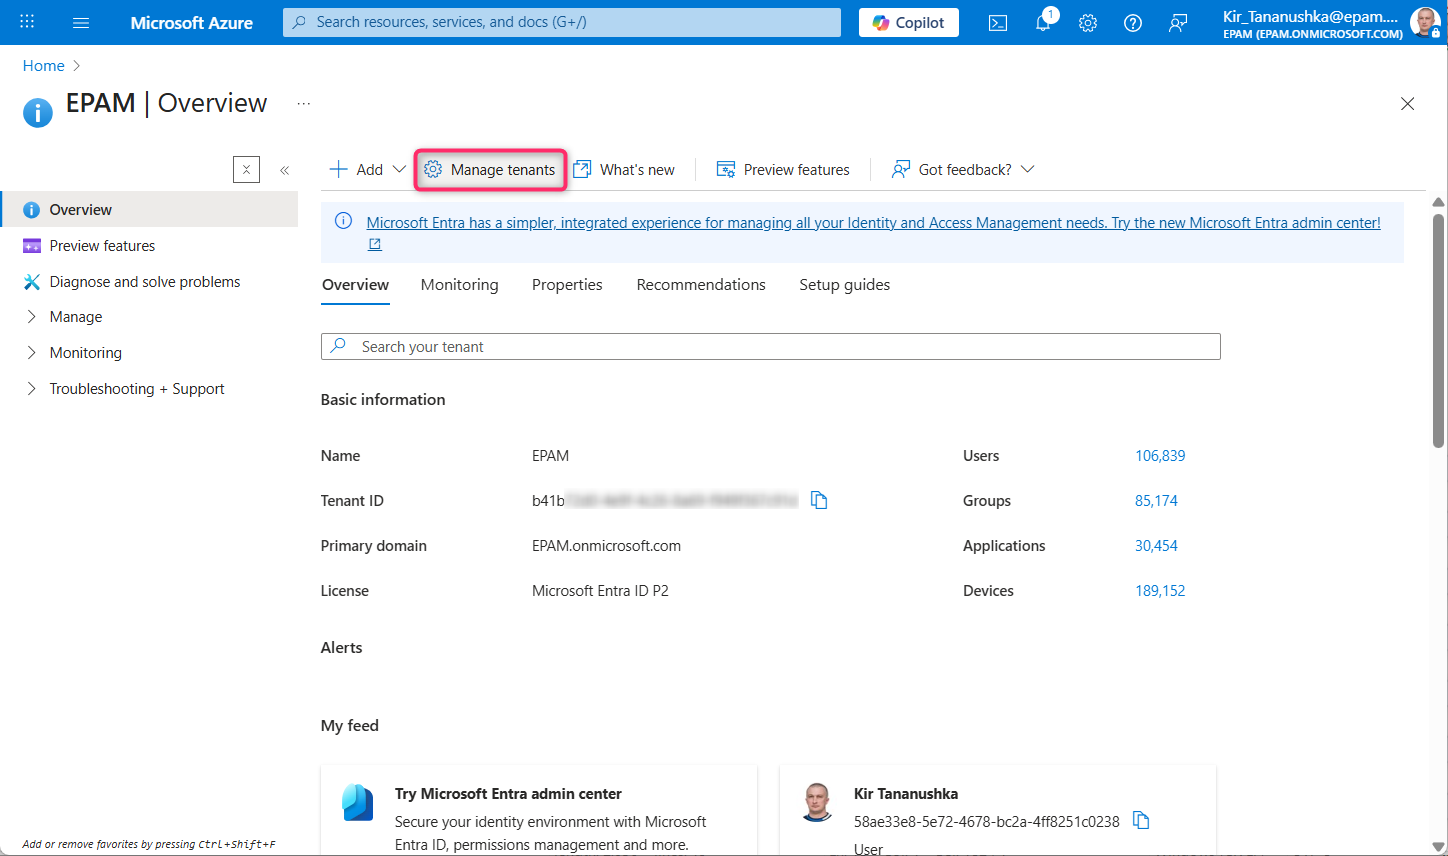 Microsoft Azure
Search resources, services, and docs (G+/)
Copilot
1
Kir_Tananushka@epam....
EPAM (EPAM.ONMICROSOFT.COM)
Home
EPAM | Overview
...
Add
Manage tenants
What's new
Preview features
Got feedback?
Overview
Preview features
Diagnose and solve problems
Manage
Monitoring
Troubleshooting + Support
Microsoft Entra has a simpler, integrated experience for managing all your Identity and Access Management needs. Try the new Microsoft Entra admin center!
Overview
Monitoring
Properties
Recommendations
Setup guides
Search your tenant
Basic information
Name
EPAM
Users
106,839
Tenant ID
b41b
Groups
85,174
Primary domain
EPAM.onmicrosoft.com
Applications
30,454
License
Microsoft Entra ID P2
Devices
189,152
Alerts
My feed
Try Microsoft Entra admin center
Secure your identity environment with Microsoft
Entra ID, permissions management and more.
Kir Tananushka
58ae33e8-5e72-4678-bc2a-4ff8251c0238
User
Add or remove favorites by pressing Ctrl+Shift+F